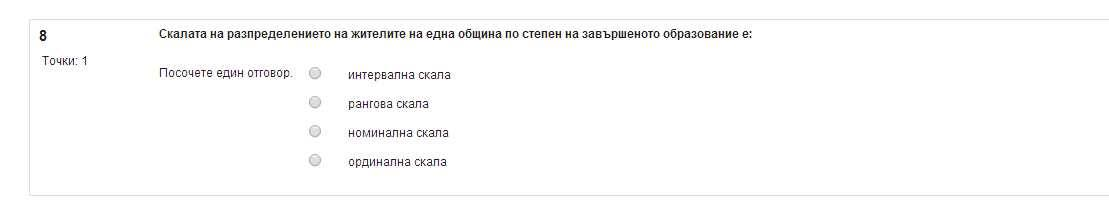 8
Скалата на разпределението на жителите на една община по степен на завършеното образование е:
Точки: 1
Посочете един отговор.
интервална скала
рангова скала
номинална скала
ординална скала